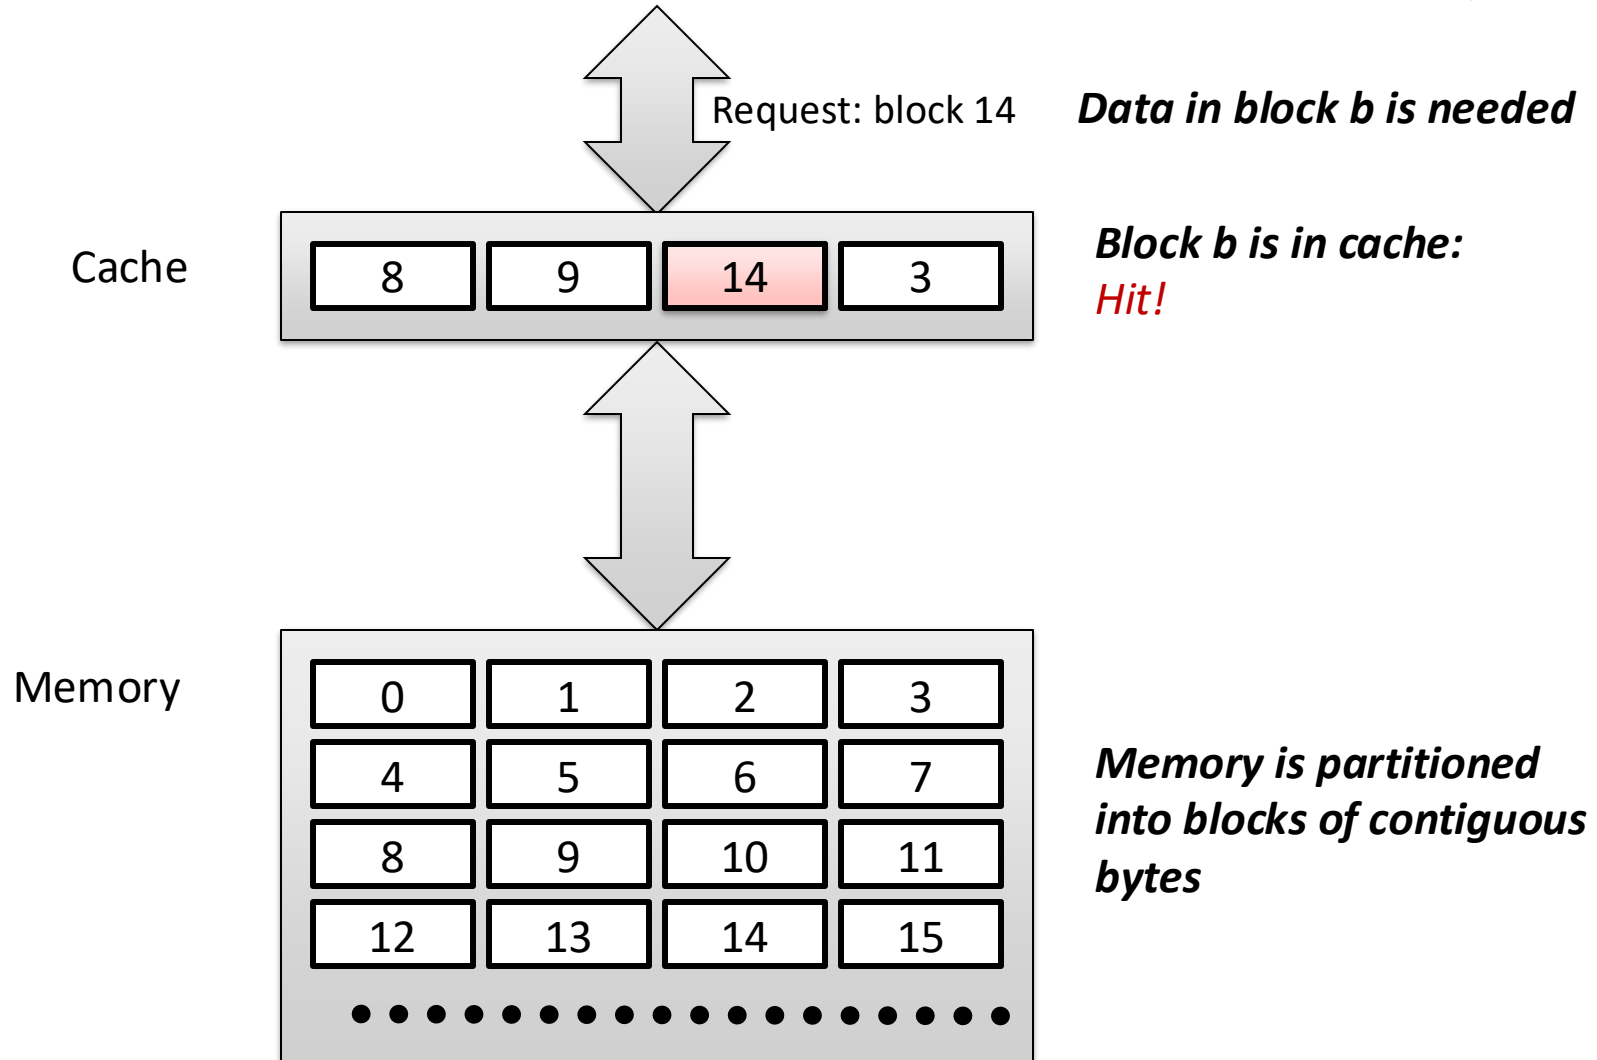 Request: block 14
Data in block b is needed
Cache
8 9 14 3
Block b is in cache:
Hit!
Memory
0 1 2 3
4 5 6 7
8 9 10 11
12 13 14 15
Memory is partitioned
into blocks of contiguous
bytes